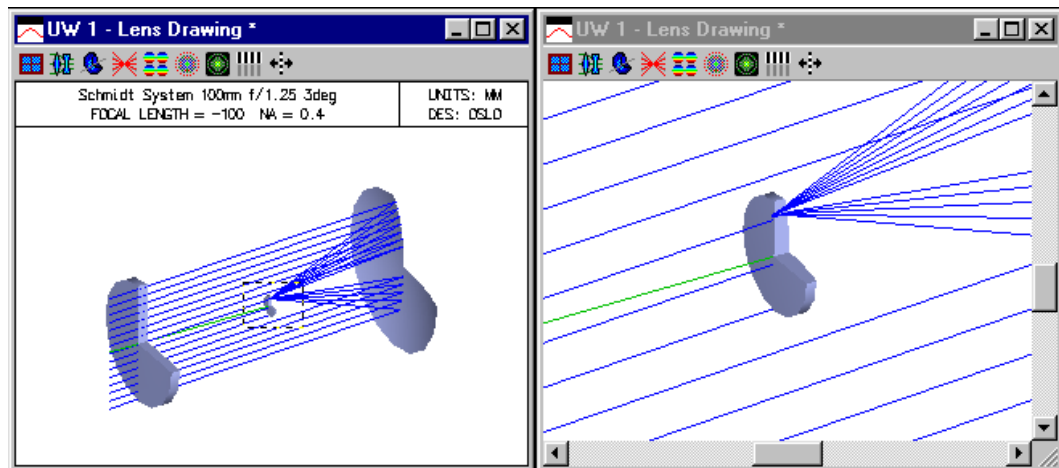 UW 1 - Lens Drawing *
Schmidt System 100mm f/1.25 3deg
FOCAL LENGTH = -100 NA = 0.4
UNITS: MM
DES: OSLO
UW 1 - Lens Drawing *